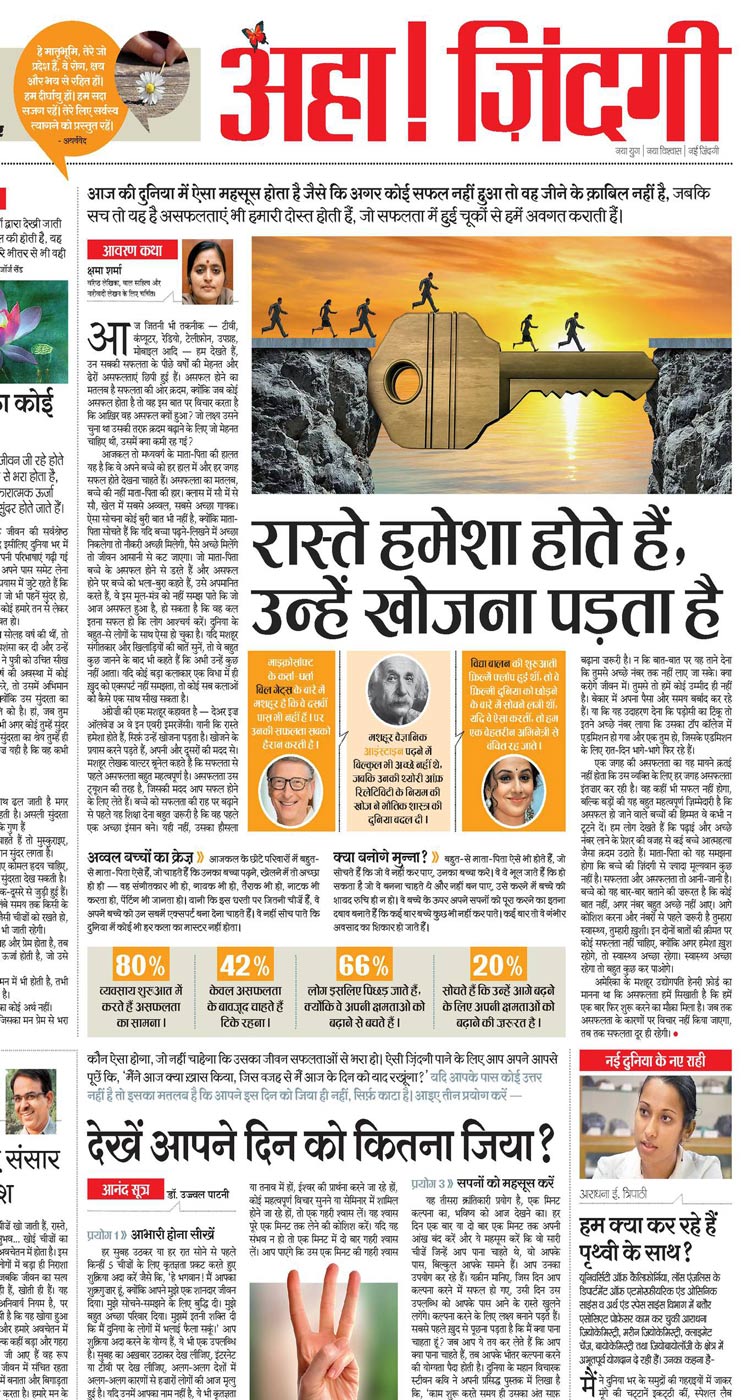 हे मातृभूमि, तेरे जो
प्रदेश हैं, वे रोग, क्षय
और भय से रहित हों।
हम दीर्घायु हों। हम सदा
सजग रहें। तेरे लिए सर्वस्व
त्यागने को प्रस्तुत रहें।
- अथर्ववेद
अहा! ज़िंदगी
नया युग | नया विश्वास | नई ज़िंदगी
आज की दुनिया में ऐसा महसूस होता है जैसे कि अगर कोई सफल नहीं हुआ तो वह जीने के क़ाबिल नहीं है, जबकि
सच तो यह है असफलताएं भी हमारी दोस्त होती हैं, जो सफलता में हुई चूकों से हमें अवगत कराती हैं।
आवरण कथा
क्षमा शर्मा
वरिष्ठ लेखिका, बाल साहित्य और
नारीवादी लेखन के लिए चर्चित।
आज जितनी भी तकनीक — टीवी,
कंप्यूटर, रेडियो, टेलीफ़ोन, उपग्रह,
मोबाइल आदि — हम देखते हैं,
उन सबकी सफलता के पीछे वर्षों की मेहनत और
ढेरों असफलताएं छिपी हुई हैं। असफल होने का
मतलब है सफलता की ओर क़दम, क्योंकि जब कोई
असफल होता है तो वह इस बात पर विचार करता है
कि आख़िर वह असफल क्यों हुआ? जो लक्ष्य उसने
चुना था उसकी तरफ़ क़दम बढ़ाने के लिए जो मेहनत
चाहिए थी, उसमें क्या कमी रह गई?
आजकल तो मध्यवर्ग के माता-पिता की हालत
यह है कि वे अपने बच्चे को हर हाल में और हर जगह
सफल होते देखना चाहते हैं। असफलता का मतलब,
बच्चे की नहीं माता-पिता की हार। क्लास में सौ में से
सौ, खेल में सबसे अव्वल, सबसे अच्छा गायक।
ऐसा सोचना कोई बुरी बात भी नहीं है, क्योंकि माता-
पिता सोचते हैं कि यदि बच्चा पढ़ने-लिखने में अच्छा
निकलेगा तो नौकरी अच्छी मिलेगी, पैसे अच्छे मिलेंगे
तो जीवन आसानी से कट जाएगा। जो माता-पिता
बच्चे के असफल होने से डरते हैं और असफल
होने पर बच्चे को भला-बुरा कहते हैं, उसे अपमानित
करते हैं, वे इस मूल-मंत्र को नहीं समझ पाते कि जो
आज असफल हुआ है, हो सकता है कि वह कल
इतना सफल हो कि लोग आश्चर्य करें। दुनिया के
बहुत-से लोगों के साथ ऐसा हो चुका है। यदि मशहूर
संगीतकार और खिलाड़ियों की बातें सुनें, तो वे बहुत
कुछ जानने के बाद भी कहते हैं कि अभी उन्हें कुछ
नहीं आता। यदि कोई बड़ा कलाकार एक विधा में ही
ख़ुद को एक्सपर्ट नहीं समझता, तो कोई सब कलाओं
को कैसे एक साथ सीख सकता है।
अंग्रेज़ी की एक मशहूर कहावत है — देअर इज
ऑलवेज़ अ वे इन एवरी इमरजेंसी। यानी कि रास्ते
हमेशा होते हैं, सिर्फ़ उन्हें खोजना पड़ता है। खोजने के
प्रयास करने पड़ते हैं, अपनी और दूसरों की मदद से।
मशहूर लेखक वाल्टर बूनेल कहते हैं कि सफलता से
पहले असफलता बहुत महत्वपूर्ण है। असफलता उस
ट्यूशन की तरह है, जिसकी मदद आप सफल होने
के लिए लेते हैं। बच्चे को सफलता की राह पर बढ़ाने
से पहले यह शिक्षा देना बहुत ज़रूरी है कि वह पहले
एक अच्छा इंसान बने। यही नहीं, उसका हौसला
रास्ते हमेशा होते हैं,
उन्हें खोजना पड़ता है
माइक्रोसॉफ्ट
के कर्ता-धर्ता
बिल गेट्स के बारे में
मशहूर है कि वे दसवीं
पास भी नहीं हैं। पर
उनकी सफलता सबको
हैरान करती है।
मशहूर वैज्ञानिक
आइंस्टाइन पढ़ने में
बिल्कुल भी अच्छे नहीं थे,
जबकि उनकी थ्योरी ऑफ़
रिलेटिविटी के नियम की
खोज ने भौतिक शास्त्र की
दुनिया बदल दी।
विद्या बालन की शुरुआती
फ़िल्में फ्लॉप हुई थीं, तो वे
फ़िल्मी दुनिया को छोड़ने
के बारे में सोचने लगी थीं।
यदि वे ऐसा करतीं, तो हम
एक बेहतरीन अभिनेत्री से
वंचित रह जाते।
बढ़ाना ज़रूरी है। न कि बात-बात पर यह ताने देना
कि तुमसे अच्छे नंबर तक नहीं लाए जा सके। क्या
करोगे जीवन में। तुमसे तो हमें कोई उम्मीद ही नहीं
है। बेकार में अपना पैसा और समय बर्बाद कर रहे
हैं। या कि यह उदाहरण देना कि पड़ोसी का टिंकू तो
इतने अच्छे नंबर लाया कि उसका टॉप कॉलेज में
एडमिशन हो गया और एक तुम हो, जिसके एडमिशन
के लिए रात-दिन भागे-भागे फिर रहे हैं।
एक जगह की असफलता का यह मायने क़तई
नहीं होता कि उस व्यक्ति के लिए हर जगह असफलता
इंतज़ार कर रही है। वह कहीं भी सफल नहीं होगा,
बल्कि बड़ों की यह बहुत महत्वपूर्ण ज़िम्मेदारी है कि
असफल हो जाने वाले बच्चों की हिम्मत वे कभी न
टूटने दें। हम लोग देखते हैं कि पढ़ाई और अच्छे
नंबर लाने के प्रेशर की वजह से कई बच्चे आत्महत्या
जैसा क़दम उठाते हैं। माता-पिता को यह समझना
होगा कि बच्चे की ज़िंदगी से ज़्यादा मूल्यवान कुछ
नहीं है। सफलता और असफलता तो आनी-जानी है।
बच्चे को यह बार-बार बताने की ज़रूरत है कि कोई
बात नहीं, अगर नंबर बहुत अच्छे नहीं आए। आगे
कोशिश करना और नंबरों से पहले ज़रूरी है तुम्हारा
स्वास्थ्य, तुम्हारी ख़ुशी। इन दोनों बातों की क़ीमत पर
कोई सफलता नहीं चाहिए, क्योंकि अगर हमेशा ख़ुश
रहोगे, तो स्वास्थ्य अच्छा रहेगा। स्वास्थ्य अच्छा
रहेगा तो बहुत कुछ कर पाओगे।
अमेरिका के मशहूर उद्योगपति हेनरी फ़ोर्ड का
मानना था कि असफलता हमें सिखाती है कि हमें
एक बार फिर शुरू करने का मौका मिला है। जब तक
असफलता के कारणों पर विचार नहीं किया जाएगा,
तब तक सफलता दूर ही रहेगी।
अव्वल बच्चों का क्रेज़ » आजकल के छोटे परिवारों में बहुत-
से माता-पिता ऐसे हैं, जो चाहते हैं कि उनका बच्चा पढ़ने, खेलने में तो अच्छा
हो ही — वह संगीतकार भी हो, गायक भी हो, तैराक भी हो, नाटक भी
करता हो, पेंटिंग भी जानता हो। यानी कि इस धरती पर जितनी चीज़ें हैं, वे
अपने बच्चे को उन सबमें एक्सपर्ट बना देना चाहते हैं। वे नहीं सोच पाते कि
दुनिया में कोई भी हर कला का मास्टर नहीं होता।
क्या बनोगे मुन्ना? » बहुत-से माता-पिता ऐसे भी होते हैं, जो
सोचते हैं कि जो वे नहीं कर पाए, उनका बच्चा करे। वे ये भूल जाते हैं कि हो
सकता है जो वे बनना चाहते थे और नहीं बन पाए, उसे करने में बच्चे की
शायद रुचि ही न हो। वे बच्चे के ऊपर अपने सपनों को पूरा करने का इतना
दबाव बनाते हैं कि कई बार बच्चे कुछ भी नहीं कर पाते। कई बार तो वे गंभीर
अवसाद का शिकार हो जाते हैं।
80%
व्यवसाय शुरुआत में
करते हैं असफलता
का सामना।
42%
केवल असफलता
के बावजूद चाहते हैं
टिके रहना।
66%
लोग इसलिए पिछड़ जाते हैं,
क्योंकि वे अपनी क्षमताओं को
बढ़ाने से बचते हैं।
20%
सोचते हैं कि उन्हें आगे बढ़ने
के लिए अपनी क्षमताओं को
बढ़ाने की ज़रूरत है।
कौन ऐसा होगा, जो नहीं चाहेगा कि उसका जीवन सफलताओं से भरा हो। ऐसी ज़िंदगी पाने के लिए आप अपने आपसे
पूछें कि, ‘मैंने आज क्या ख़ास किया, जिस वजह से मैं आज के दिन को याद रखूंगा?’ यदि आपके पास कोई उत्तर
नहीं है तो इसका मतलब है कि आपने इस दिन को जिया ही नहीं, सिर्फ़ काटा है। आइए तीन प्रयोग करें —
देखें आपने दिन को कितना जिया?
आनंद सूत्र
डॉ. उज्ज्वल पाटनी
प्रयोग 1 » आभारी होना सीखें
हर सुबह उठकर या हर रात सोने से पहले
किन्हीं 5 चीज़ों के लिए कृतज्ञता प्रकट करते हुए
शुक्रिया अदा करें जैसे कि, ‘हे भगवान! मैं आपका
शुक्रगुज़ार हूं, क्योंकि आपने मुझे एक शानदार जीवन
दिया। मुझे सोचने-समझने के लिए बुद्धि दी। मुझे
बहुत अच्छा परिवार दिया। मुझमें इतनी शक्ति दी
कि मैं दुनिया के लोगों में भलाई फैला सकूं।’ आप
शुक्रिया अदा करने के योग्य हैं, ये भी एक उपलब्धि
है। सुबह का अख़बार उठाकर देख लीजिए, इंटरनेट
या टीवी पर देख लीजिए, अलग-अलग देशों में
अलग-अलग कारणों से हज़ारों लोगों की आज मृत्यु
हुई है। यदि उनमें आपका नाम नहीं है, ये भी कृतज्ञता
या तनाव में हों, ईश्वर की प्रार्थना करने जा रहे हों,
कोई महत्वपूर्ण विचार सुनने या सेमिनार में शामिल
होने जा रहे हों, तो एक गहरी श्वास लें। यह श्वास
पूरे एक मिनट तक लेने की कोशिश करें। यदि यह
संभव न हो तो एक मिनट में दो बार गहरी श्वास
लें। आप पाएंगे कि उस एक मिनट की गहरी श्वास
प्रयोग 3 » सपनों को महसूस करें
यह तीसरा क्रांतिकारी प्रयोग है, एक मिनट
कल्पना का, भविष्य को आज देखने का। हर
दिन एक बार या दो बार एक मिनट तक अपनी
आंख बंद करें और ये महसूस करें कि वो सारी
चीज़ें जिन्हें आप पाना चाहते थे, वो आपके
पास, बिल्कुल आपके सामने हैं। आप उनका
उपयोग कर रहे हैं। यक़ीन मानिए, जिस दिन आप
कल्पना करने में सफल हो गए, उसी दिन उस
उपलब्धि को आपके पास आने के रास्ते खुलने
लगेंगे। कल्पना करने के लिए लक्ष्य बनाने पड़ते हैं।
सबसे पहले ख़ुद से पूछना पड़ता है कि मैं क्या पाना
चाहता हूं? जब आप ये तय कर लेते हैं कि आप
क्या पाना चाहते हैं, तब आपके भीतर कल्पना करने
की योग्यता पैदा होती है। दुनिया के महान विचारक
स्टीवन कवि ने अपनी प्रसिद्ध पुस्तक में लिखा है
कि, ‘काम शुरू करते समय ही उसका अंत साफ़
नई दुनिया के नए राही
अराधना ई. त्रिपाठी
हम क्या कर रहे हैं
पृथ्वी के साथ?
यूनिवर्सिटी ऑफ़ कैलिफ़ोर्निया, लॉस एंजिलस के
डिपार्टमेंट ऑफ़ एटमोस्फ़ीयरिक एंड ओशिनिक
साइंस व अर्थ एंड स्पेस साइंस विभाग में बतौर
एसोसिएट प्रोफ़ेसर काम कर चुकी आराधना
जियोकेमिस्ट्री, मरीन जियोकेमिस्ट्री, क्लाइमेट
चेंज, बायोकेमिस्ट्री तथा जियोबायोलॉजी के क्षेत्र में
अभूतपूर्व योगदान दे रही हैं। उनका कहना है-
मैंने दुनिया भर के समुद्रों की गहराइयों में जाकर
मूंगे की चट्टानें एकट्ठी की हैं, स्पेशल लैब